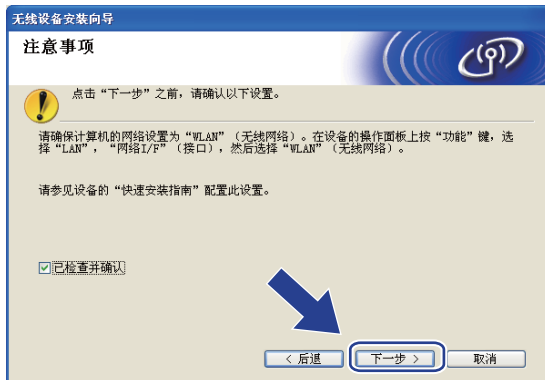 无线设备安装向导
注意事项
点击“下一步”之前，请确认以下设置。
请确保计算机的网络设置为“WLAN”（无线网络）。在设备的操作面板上按“功能”键，选
择“LAN”，“网络I/F”（接口），然后选择“WLAN”（无线网络）。
请参见设备的“快速安装指南”配置此设置。
已检查并确认
< 后退 下一步 > 取消